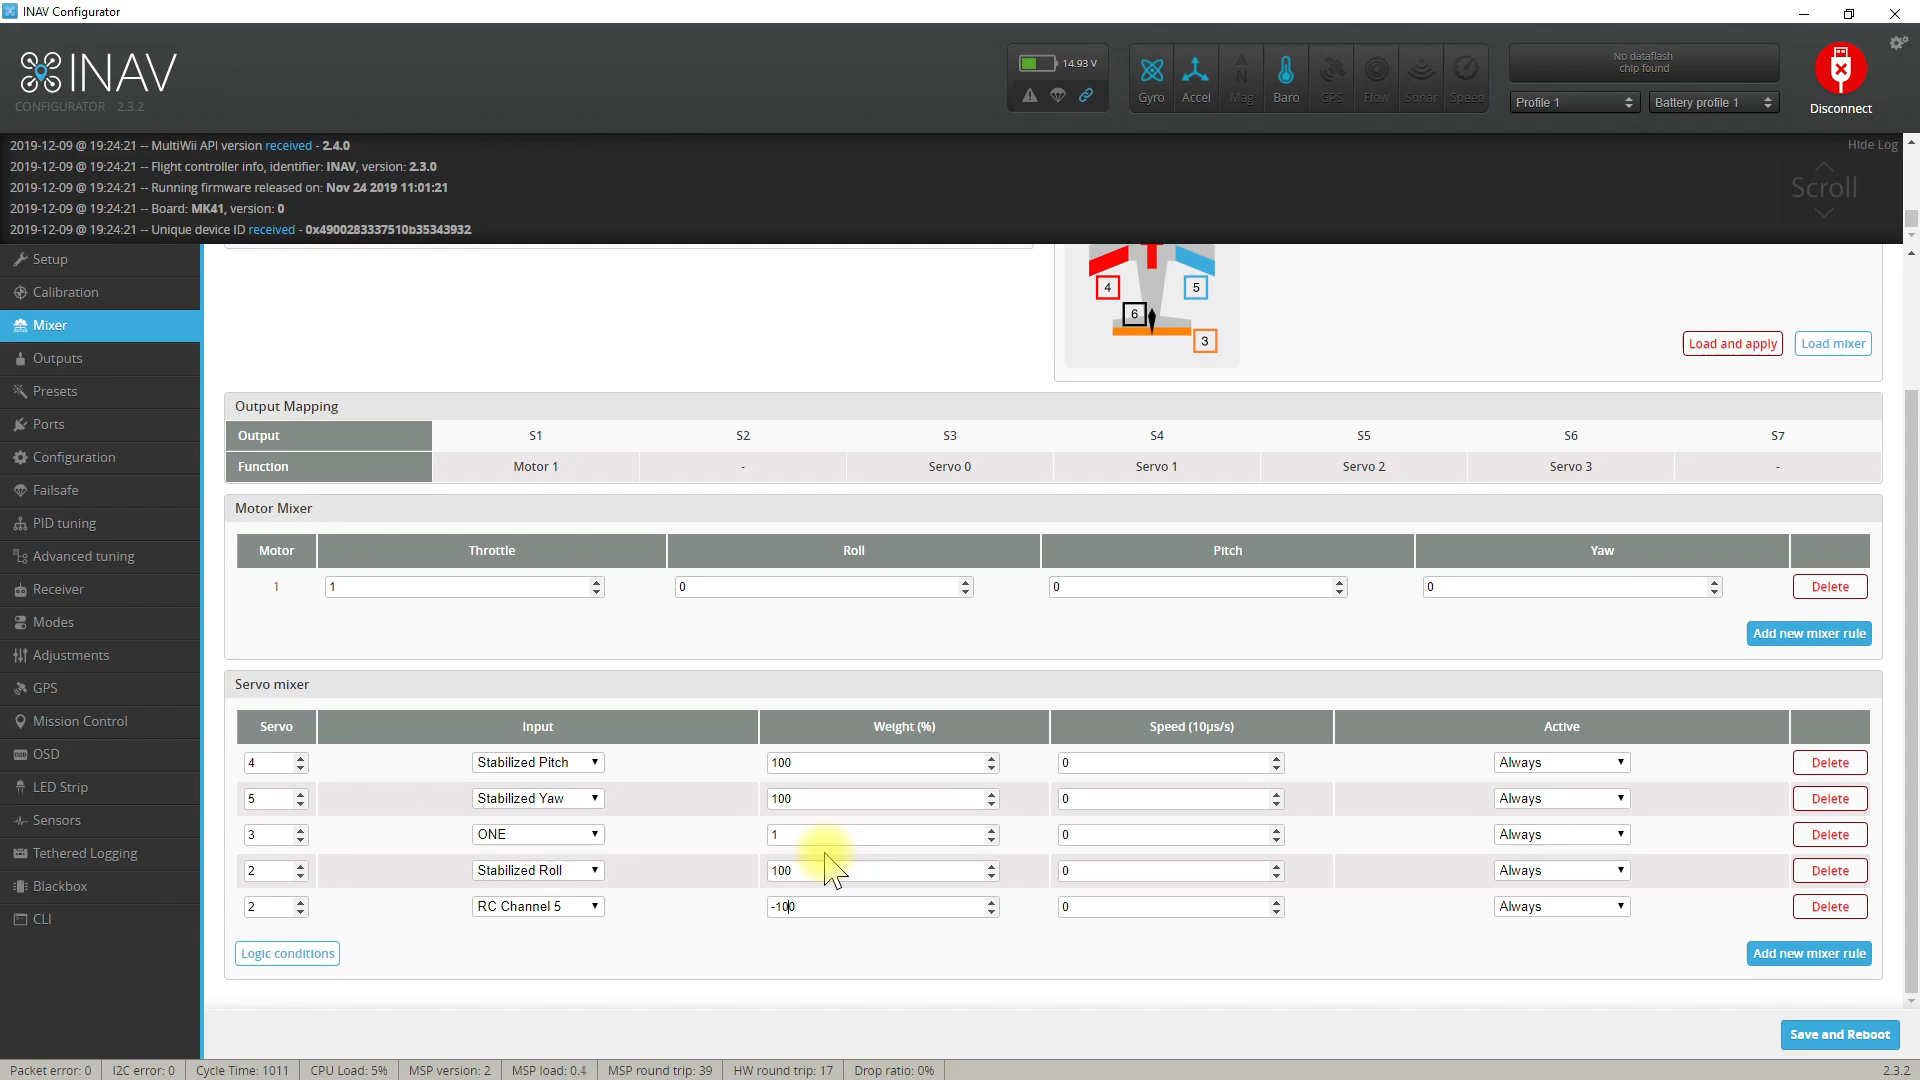 INAV Configurator
INAV
CONFIGURATOR 2.3.2
14.93 V
Gyro Accel Mag Baro GPS Flow Sonar Speed
No dataflash
chip found
Profile 1 Battery profile 1
Disconnect
2019-12-09 @ 19:24:21 -- MultiWii API version received - 2.4.0
Hide Log
2019-12-09 @ 19:24:21 -- Flight controller info, identifier: INAV, version: 2.3.0
2019-12-09 @ 19:24:21 -- Running firmware released on: Nov 24 2019 11:01:21
Scroll
2019-12-09 @ 19:24:21 -- Board: MK41, version: 0
2019-12-09 @ 19:24:21 -- Unique device ID received - 0x4900283337510b35343932
Setup
Calibration
Mixer
Outputs
Presets
Ports
Configuration
Failsafe
PID tuning
Advanced tuning
Receiver
Modes
Adjustments
GPS
Mission Control
OSD
LED Strip
Sensors
Tethered Logging
Blackbox
CLI
4 5
6
3
Load and apply Load mixer
Output Mapping
Output S1 S2 S3 S4 S5 S6 S7
Function Motor 1 - Servo 0 Servo 1 Servo 2 Servo 3 -
Motor Mixer
Motor Throttle Roll Pitch Yaw
1 1 0 0 0 Delete
Add new mixer rule
Servo mixer
Servo Input Weight (%) Speed (10µs/s) Active
4 Stabilized Pitch 100 0 Always Delete
5 Stabilized Yaw 100 0 Always Delete
3 ONE 1 0 Always Delete
2 Stabilized Roll 100 0 Always Delete
2 RC Channel 5 -100 0 Always Delete
Logic conditions Add new mixer rule
Save and Reboot
Packet error: 0 I2C error: 0 Cycle Time: 1011 CPU Load: 5% MSP version: 2 MSP load: 0.4 MSP round trip: 39 HW round trip: 17 Drop ratio: 0% 2.3.2